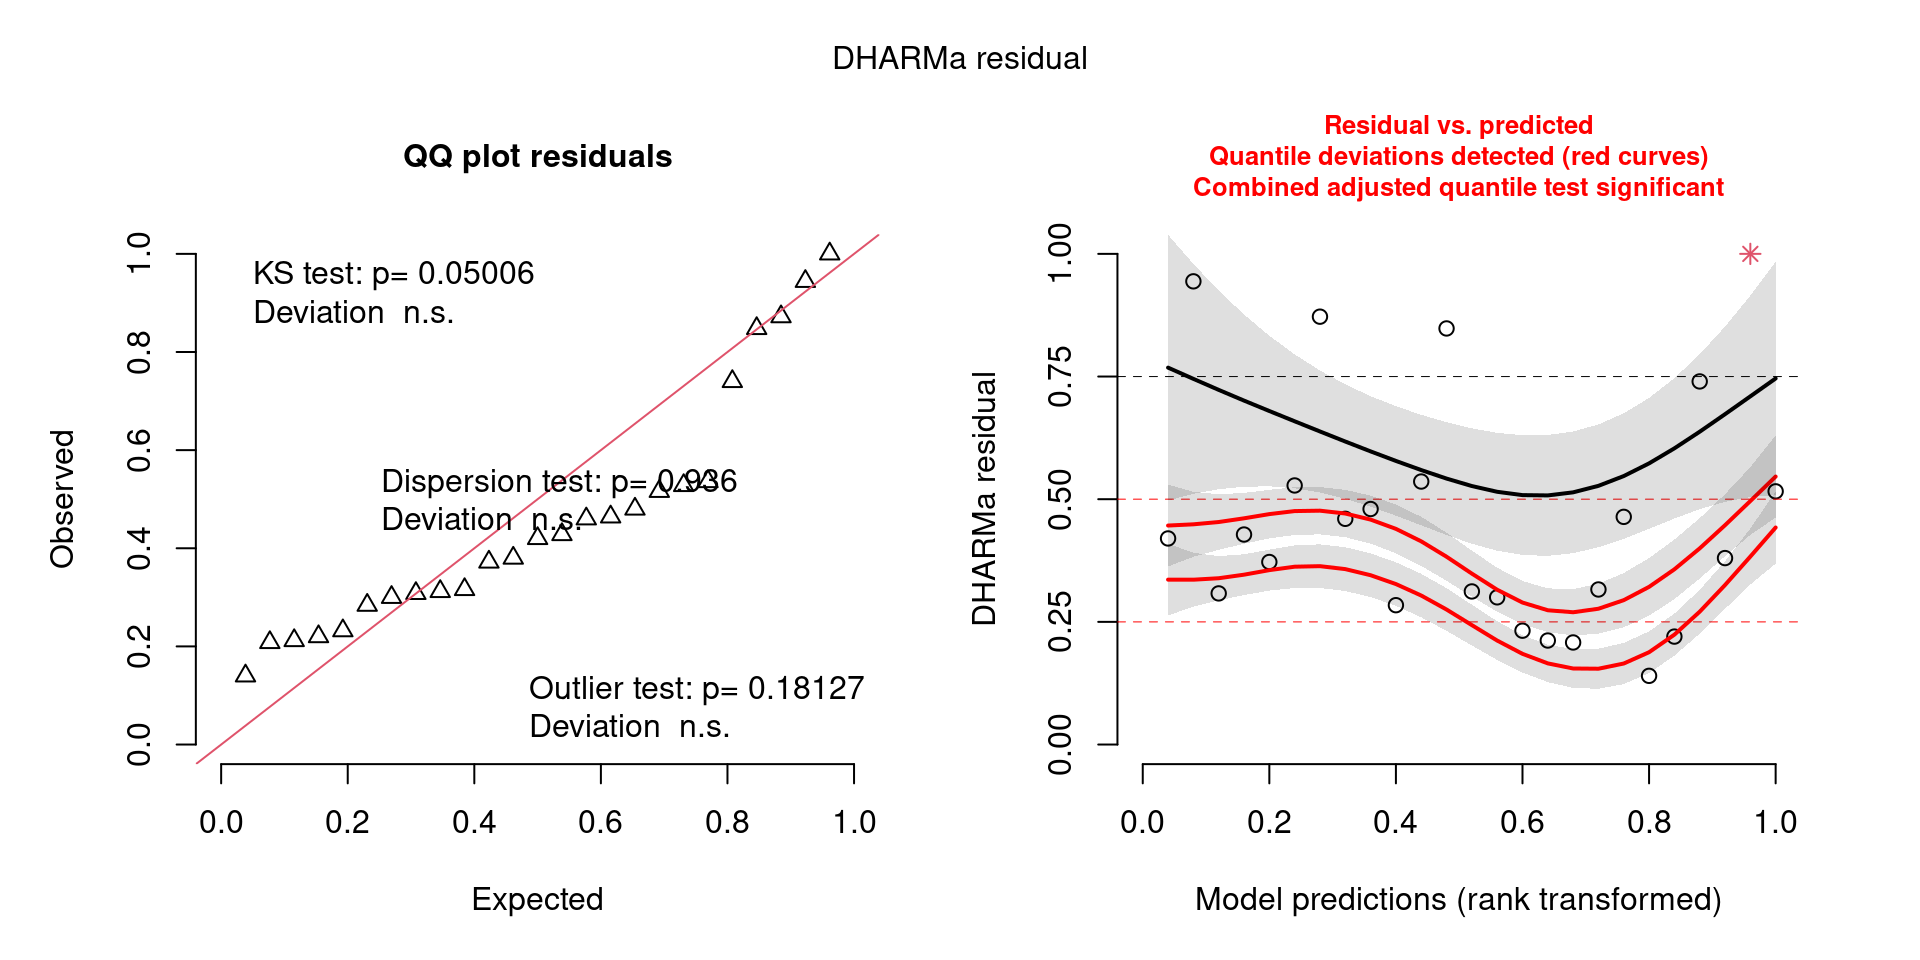 DHARMa residual
QQ plot residuals
KS test: p= 0.05006
Deviation  n.s.
Dispersion test: p= 0.936
Deviation  n.s.
Outlier test: p= 0.18127
Deviation  n.s.
Observed
1.0
0.8
0.6
0.4
0.2
0.0
0.0 0.2 0.4 0.6 0.8 1.0
Expected
Residual vs. predicted
Quantile deviations detected (red curves)
Combined adjusted quantile test significant
DHARMa residual
1.00
0.75
0.50
0.25
0.00
0.0 0.2 0.4 0.6 0.8 1.0
Model predictions (rank transformed)